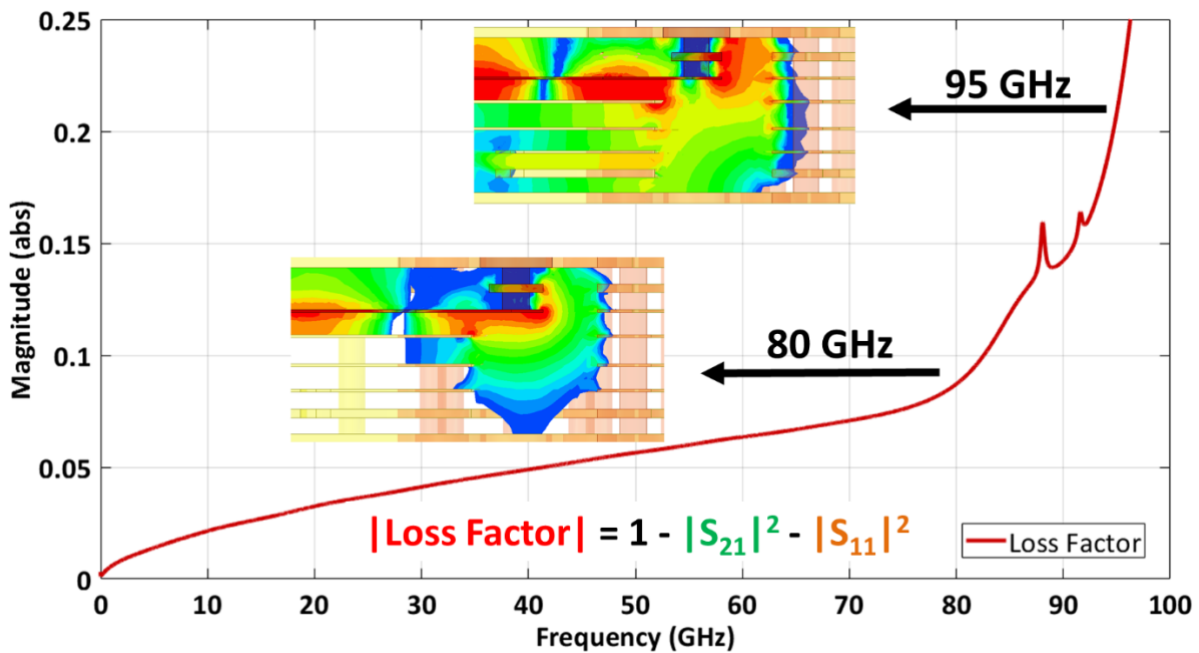 0.25
0.2
0.15
0.1
0.05
0
Magnitude (abs)
95 GHz
80 GHz
|Loss Factor| = 1 - |S₂₁|² - |S₁₁|²
Loss Factor
0 10 20 30 40 50 60 70 80 90 100
Frequency (GHz)